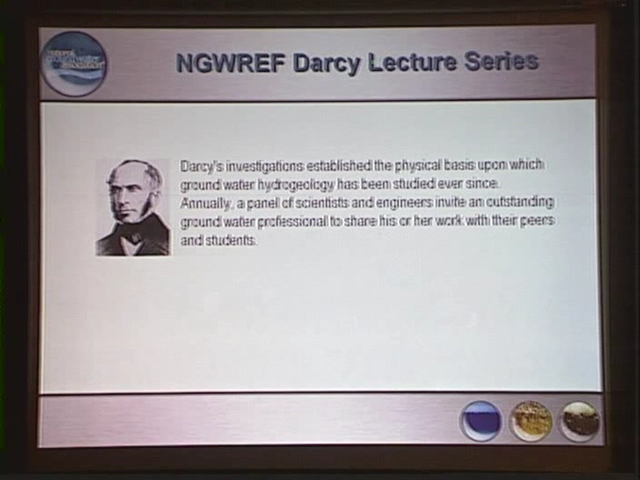 NGWREF Darcy Lecture Series
Darcy's investigations established the physical basis upon which
ground water hydrogeology has been studied ever since.
Annually, a panel of scientists and engineers invite an outstanding
ground water professional to share his or her work with their peers
and students.